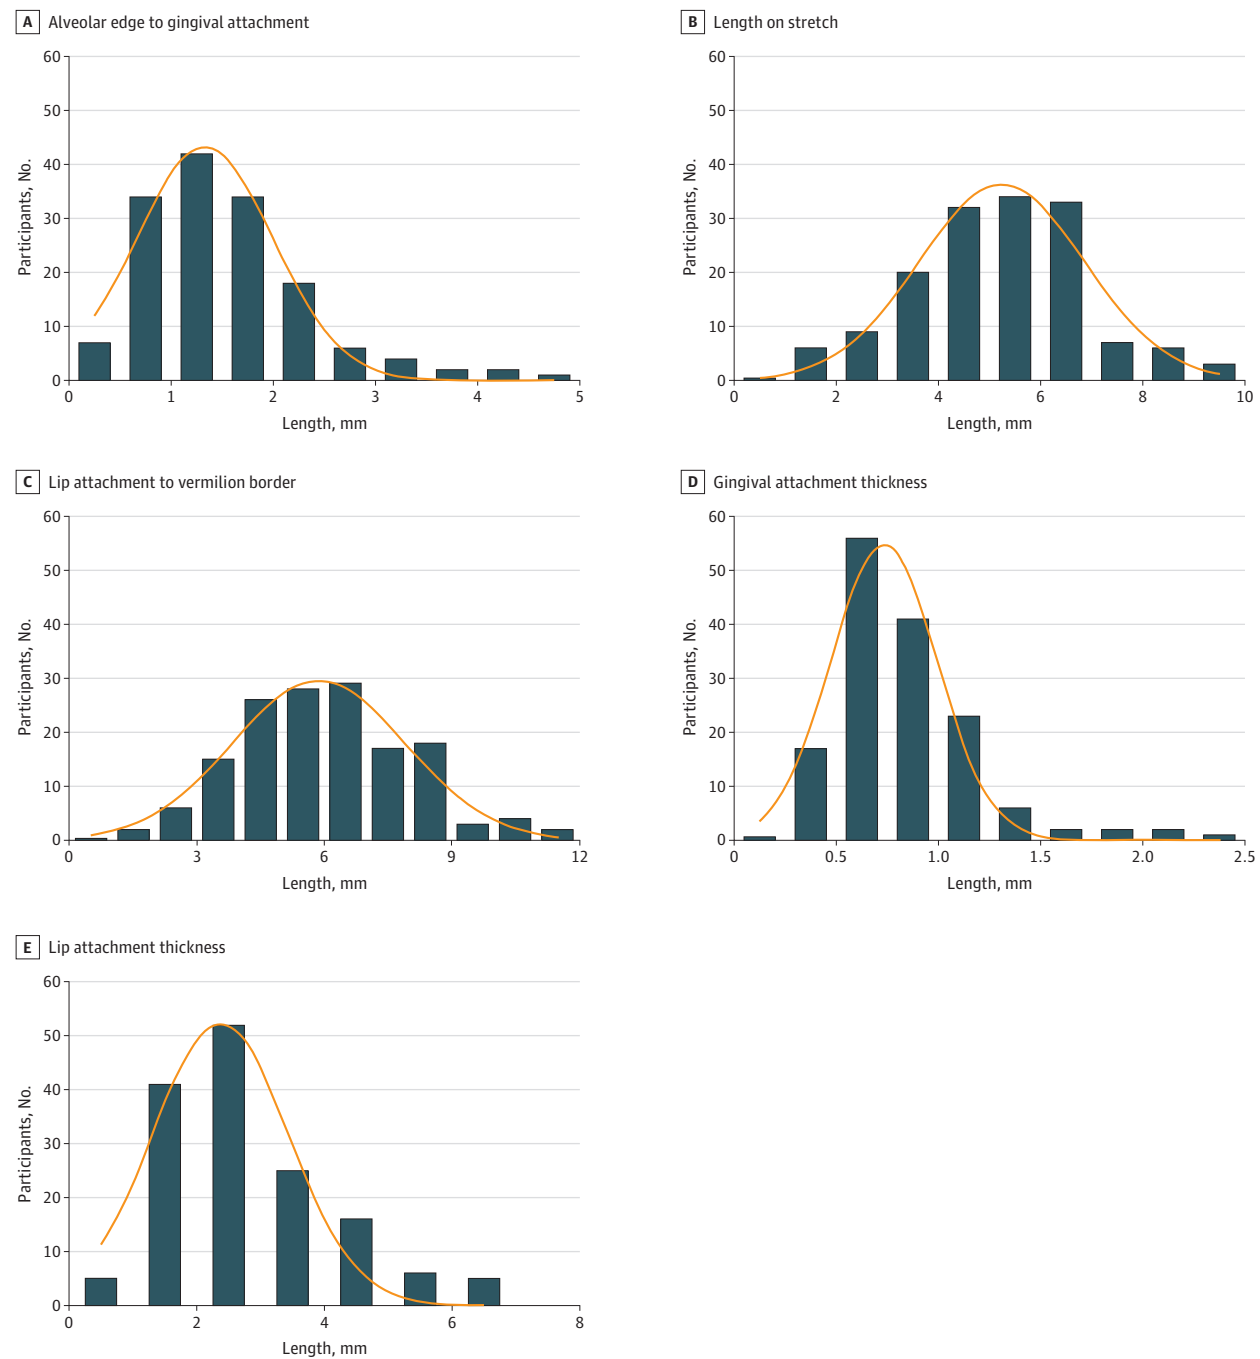 A Alveolar edge to gingival attachment
60
50
40
30
20
10
0
Participants, No.
0 1 2 3 4 5
Length, mm
B Length on stretch
60
50
40
30
20
10
0
Participants, No.
0 2 4 6 8 10
Length, mm
C Lip attachment to vermilion border
60
50
40
30
20
10
0
Participants, No.
0 3 6 9 12
Length, mm
D Gingival attachment thickness
60
50
40
30
20
10
0
Participants, No.
0 0.5 1.0 1.5 2.0 2.5
Length, mm
E Lip attachment thickness
60
50
40
30
20
10
0
Participants, No.
0 2 4 6 8
Length, mm